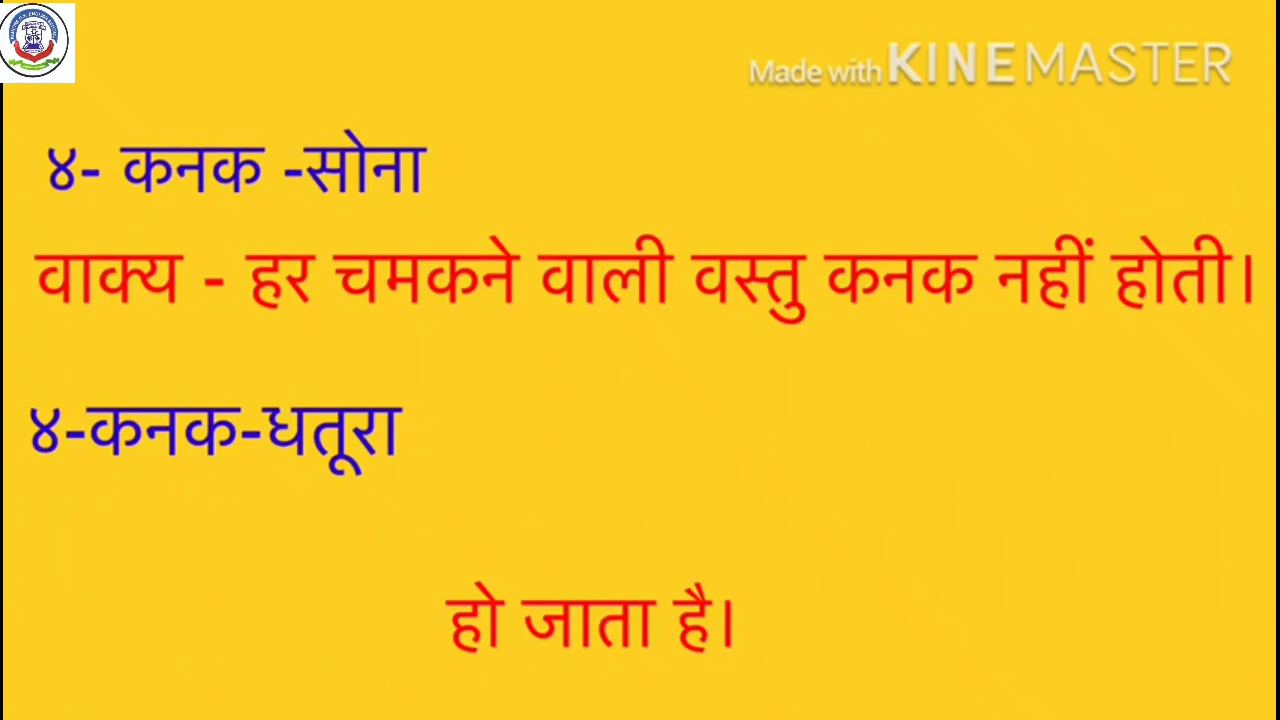 Made with KINEMASTER
४- कनक -सोना
वाक्य - हर चमकने वाली वस्तु कनक नहीं होती।
४-कनक-धतूरा
हो जाता है।